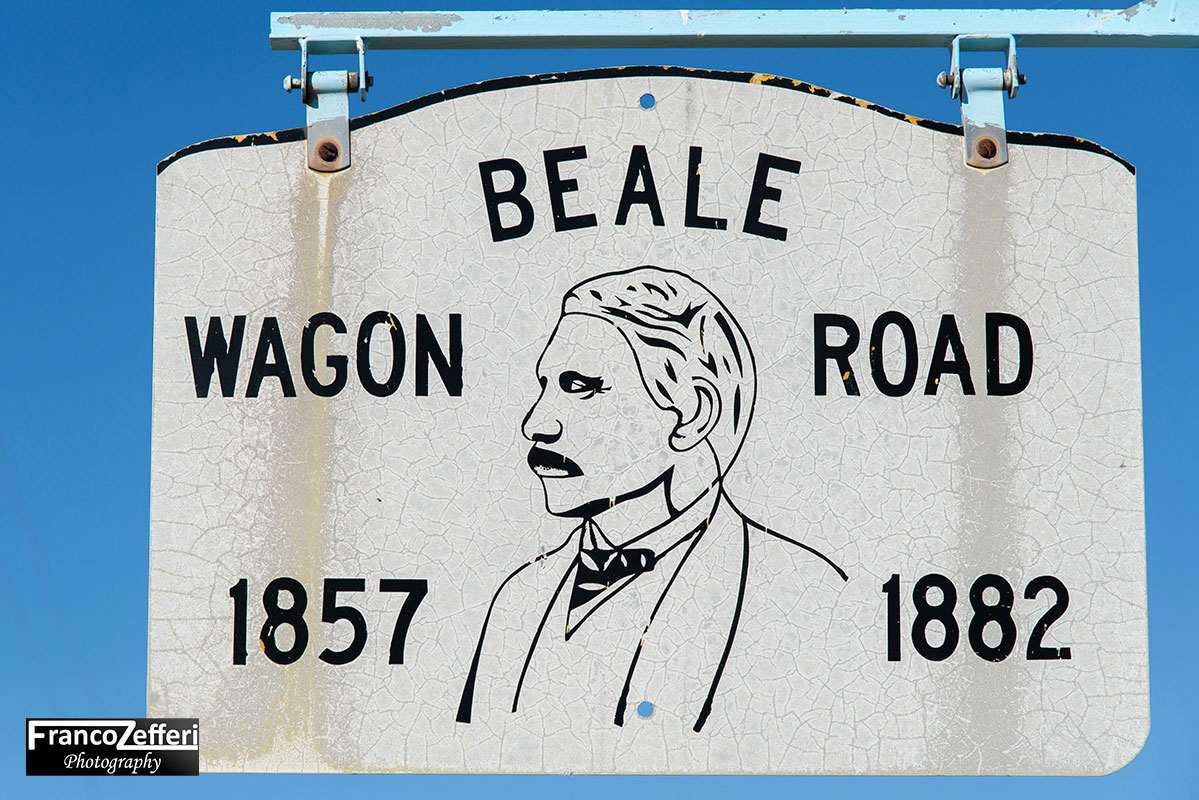 BEALE
WAGON ROAD
1857 1882
FrancoZefferi
Photography